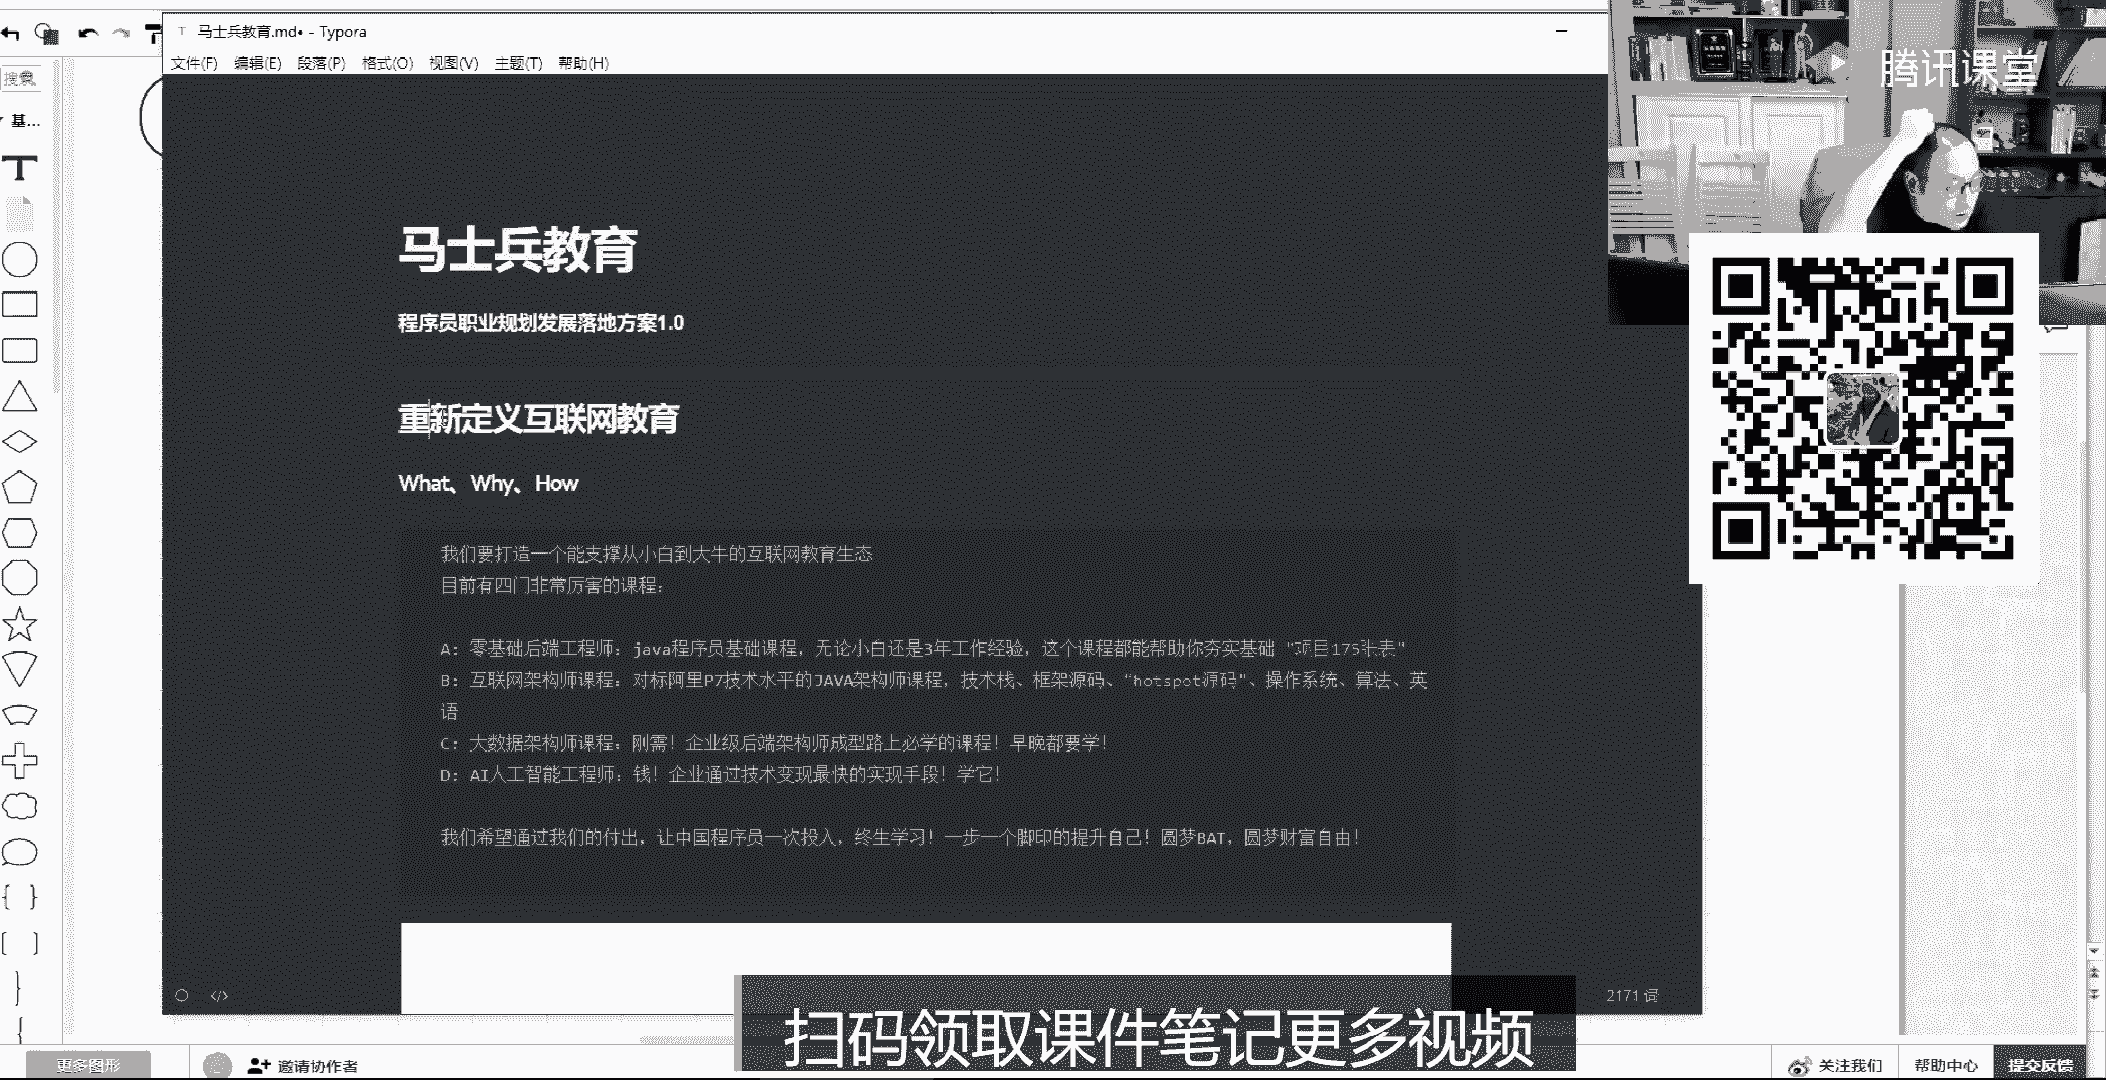 马士兵教育.md• - Typora
文件(F) 编辑(E) 段落(P) 格式(O) 视图(V) 主题(T) 帮助(H)
腾讯课堂
搜索
基...
T
马士兵教育
程序员职业规划发展落地方案1.0
重新定义互联网教育
What、Why、How
我们要打造一个能支撑从小白到大牛的互联网教育生态
目前有四门非常厉害的课程：
A: 零基础后端工程师：java程序员基础课程，无论小白还是3年工作经验，这个课程都能帮助你夯实基础 "项目175张表"
B: 互联网架构师课程：对标阿里P7技术水平的JAVA架构师课程，技术栈、框架源码、“hotspot源码"、操作系统、算法、英
语
C: 大数据架构师课程：刚需！企业级后端架构师成型路上必学的课程！早晚都要学！
D: AI人工智能工程师：钱！企业通过技术变现最快的实现手段！学它！
我们希望通过我们的付出，让中国程序员一次投入，终生学习！一步一个脚印的提升自己！圆梦BAT，圆梦财富自由！
2171 词
扫码领取课件笔记更多视频
更多图形
邀请协作者
关注我们
帮助中心
提交反馈